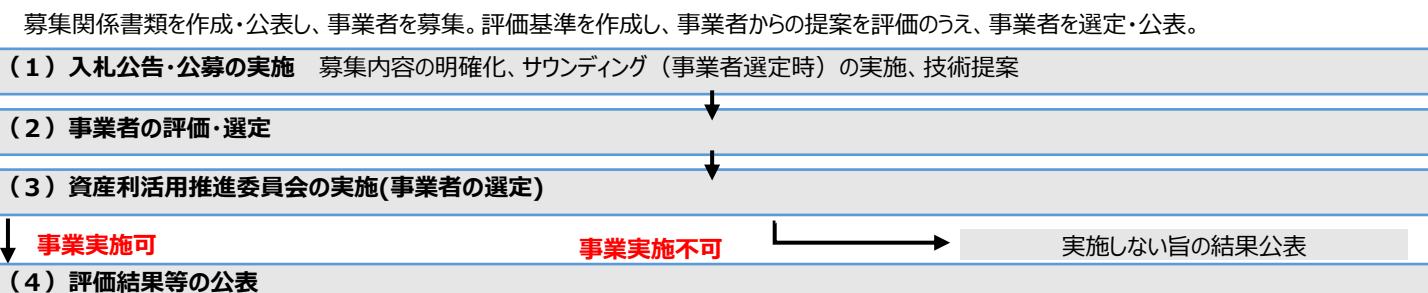 募集関係書類を作成・公表し、事業者を募集。評価基準を作成し、事業者からの提案を評価のうえ、事業者を選定・公表。
（１）入札公告・公募の実施　募集内容の明確化、サウンディング（事業者選定時）の実施、技術提案
（２）事業者の評価・選定
（３）資産利活用推進委員会の実施(事業者の選定)
事業実施可
事業実施不可
実施しない旨の結果公表
（４）評価結果等の公表